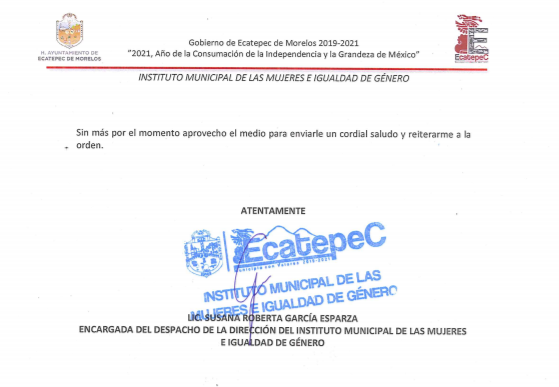 Gobierno de Ecatepec de Morelos 2019-2021
"2021, Año de la Consumación de la Independencia y la Grandeza de México"
H. AYUNTAMIENTO DE
ECATEPEC DE MORELOS
EcatepeC
INSTITUTO MUNICIPAL DE LAS MUJERES E IGUALDAD DE GÉNERO
Sin más por el momento aprovecho el medio para enviarle un cordial saludo y reiterarme a la
orden.
ATENTAMENTE
EcatepeC
INSTITUTO MUNICIPAL DE LAS
MUJERES E IGUALDAD DE GÉNERO
LIC. SUSANA ROBERTA GARCÍA ESPARZA
ENCARGADA DEL DESPACHO DE LA DIRECCIÓN DEL INSTITUTO MUNICIPAL DE LAS MUJERES
E IGUALDAD DE GÉNERO